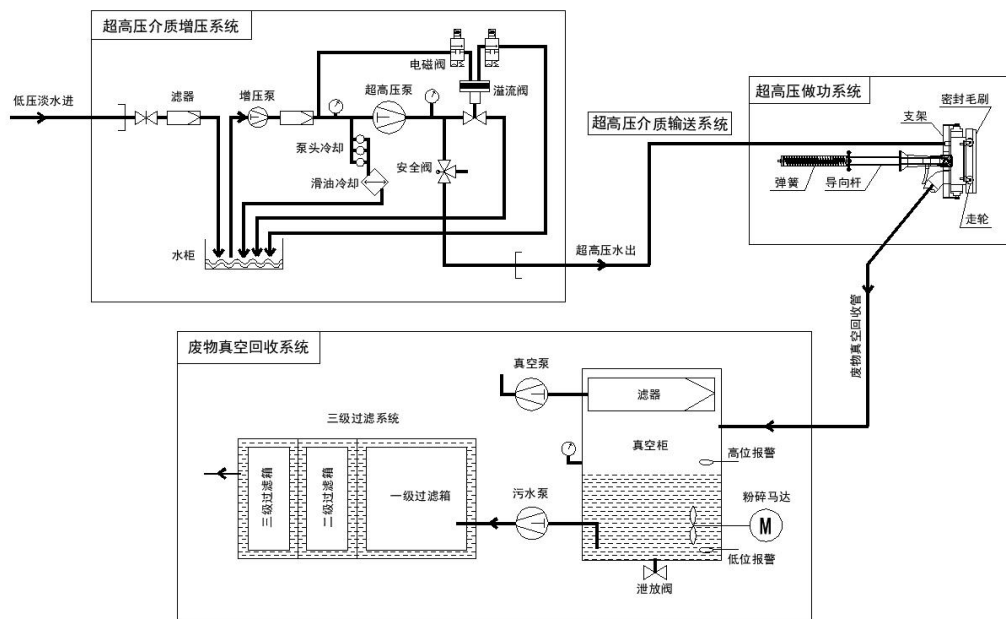 超高压介质增压系统
电磁阀
溢流阀
低压淡水进
滤器
增压泵
超高压泵
泵头冷却
滑油冷却
安全阀
水柜
超高压水出
超高压介质输送系统
超高压做功系统
密封毛刷
支架
弹簧
导向杆
走轮
废物真空回收管
废物真空回收系统
真空泵
滤器
三级过滤系统
真空柜
高位报警
三级过滤箱
二级过滤箱
一级过滤箱
污水泵
粉碎马达
M
低位报警
泄放阀